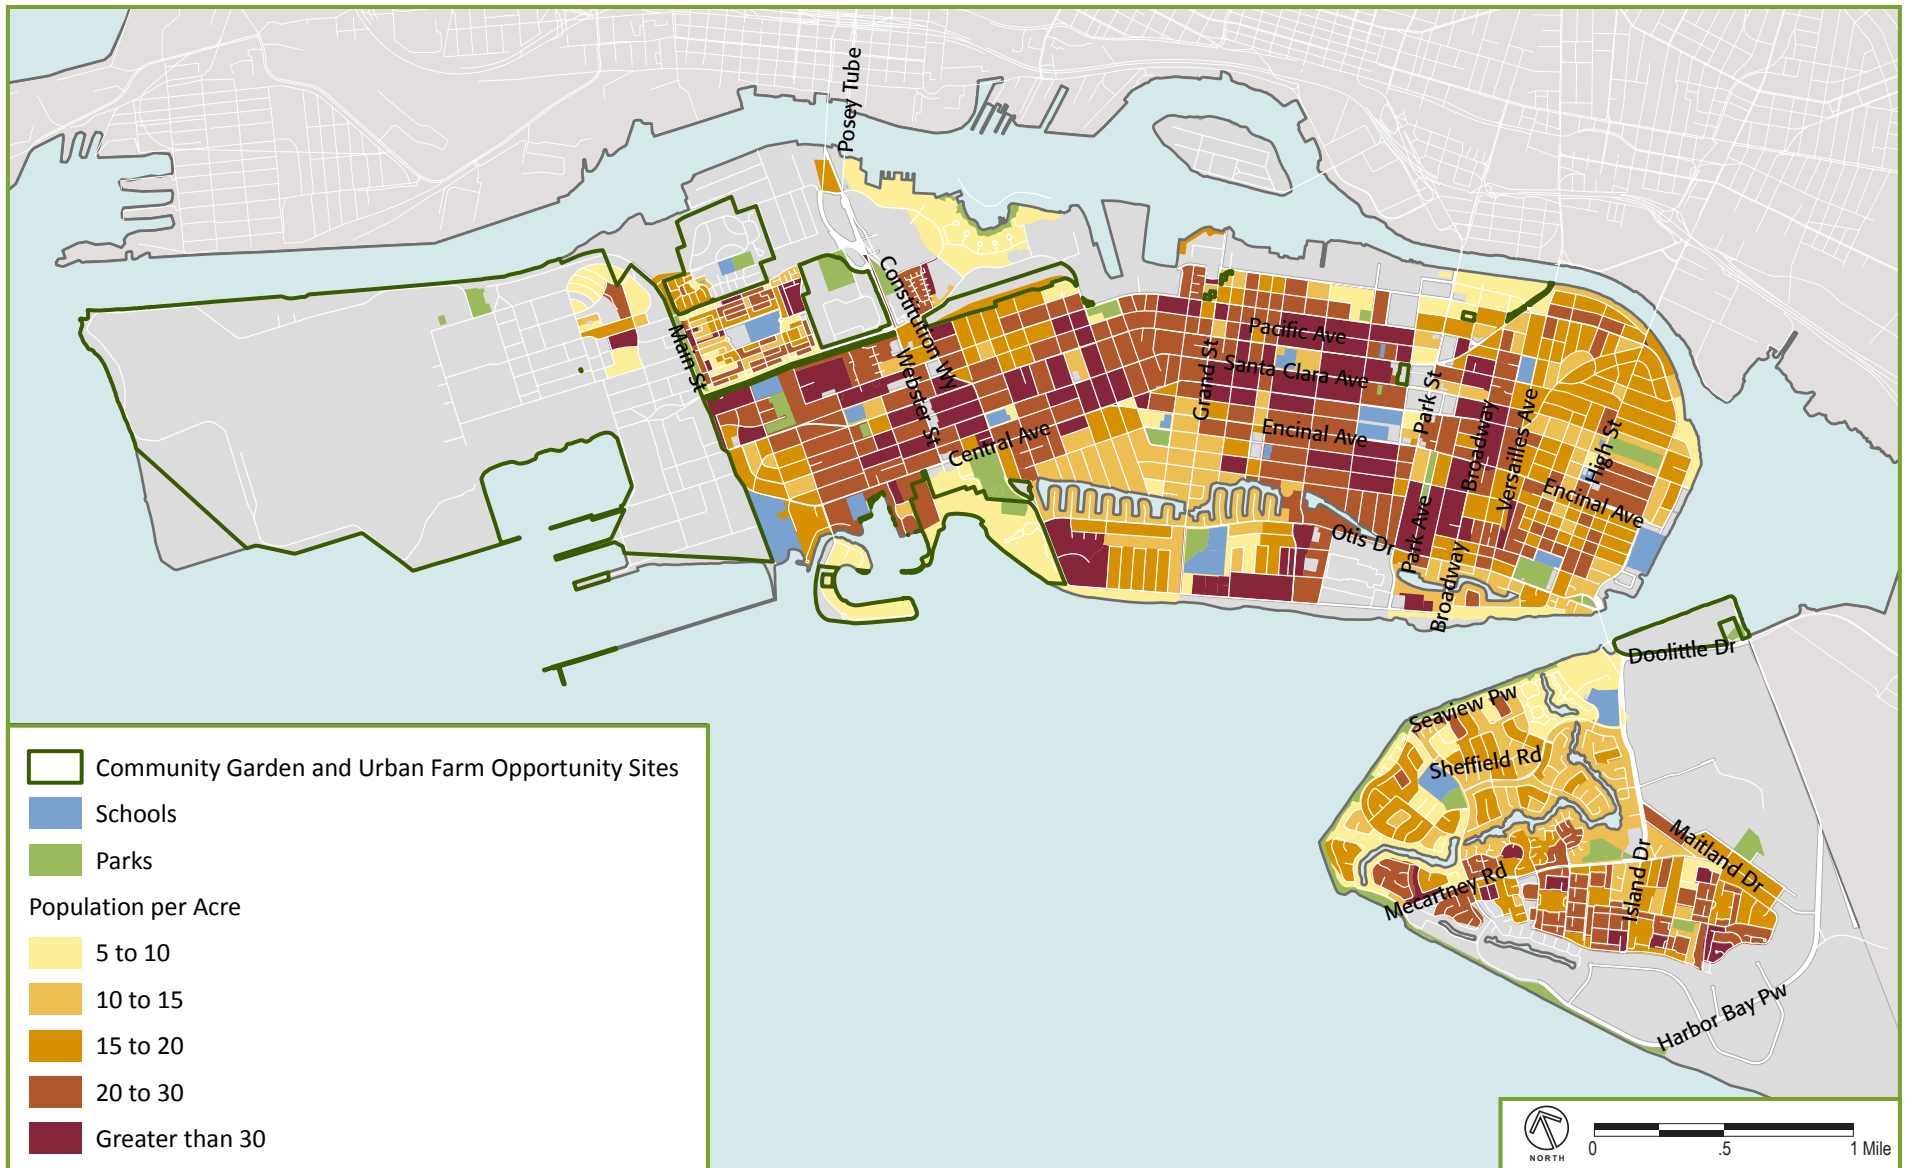 Posey Tube
Constitution Wy
Main St
Webster St
Central Ave
Grand St
Pacific Ave
Santa Clara Ave
Encinal Ave
Park St
Broadway
Versailles Ave
High St
Encinal Ave
Otis Dr
Park Ave
Broadway
Doolittle Dr
Seaview Pw
Sheffield Rd
Maitland Dr
Island Dr
Mecartney Rd
Harbor Bay Pw
Community Garden and Urban Farm Opportunity Sites
Schools
Parks
Population per Acre
5 to 10
10 to 15
15 to 20
20 to 30
Greater than 30
NORTH
0 .5 1 Mile